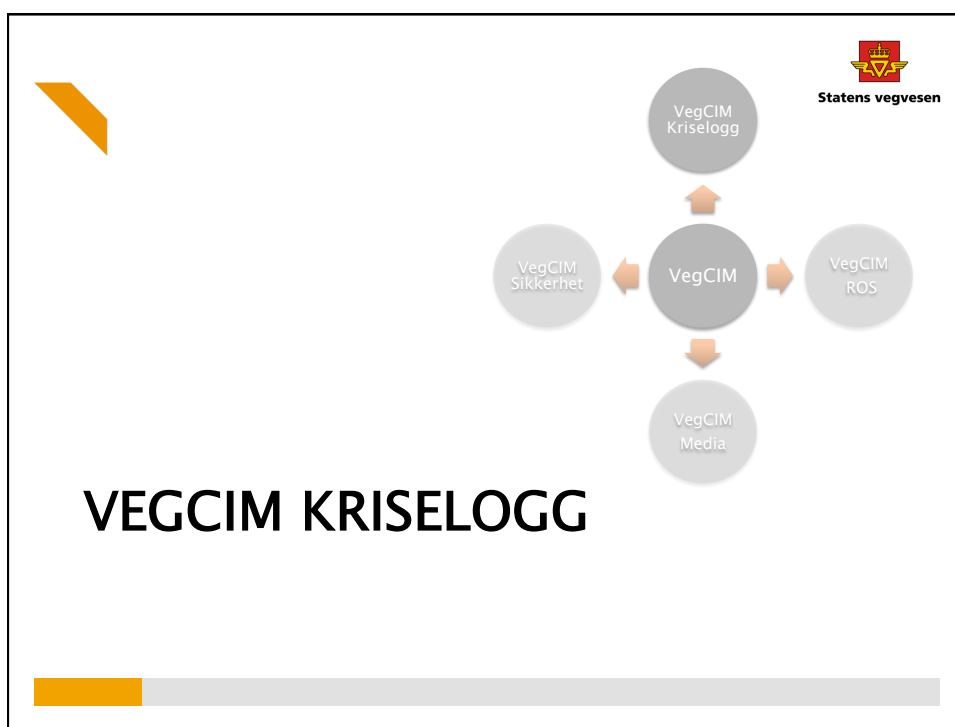 Statens vegvesen
VegCIM
Kriselogg
VegCIM
Sikkerhet
VegCIM
VegCIM
ROS
VegCIM
Media
VEGCIM KRISELOGG